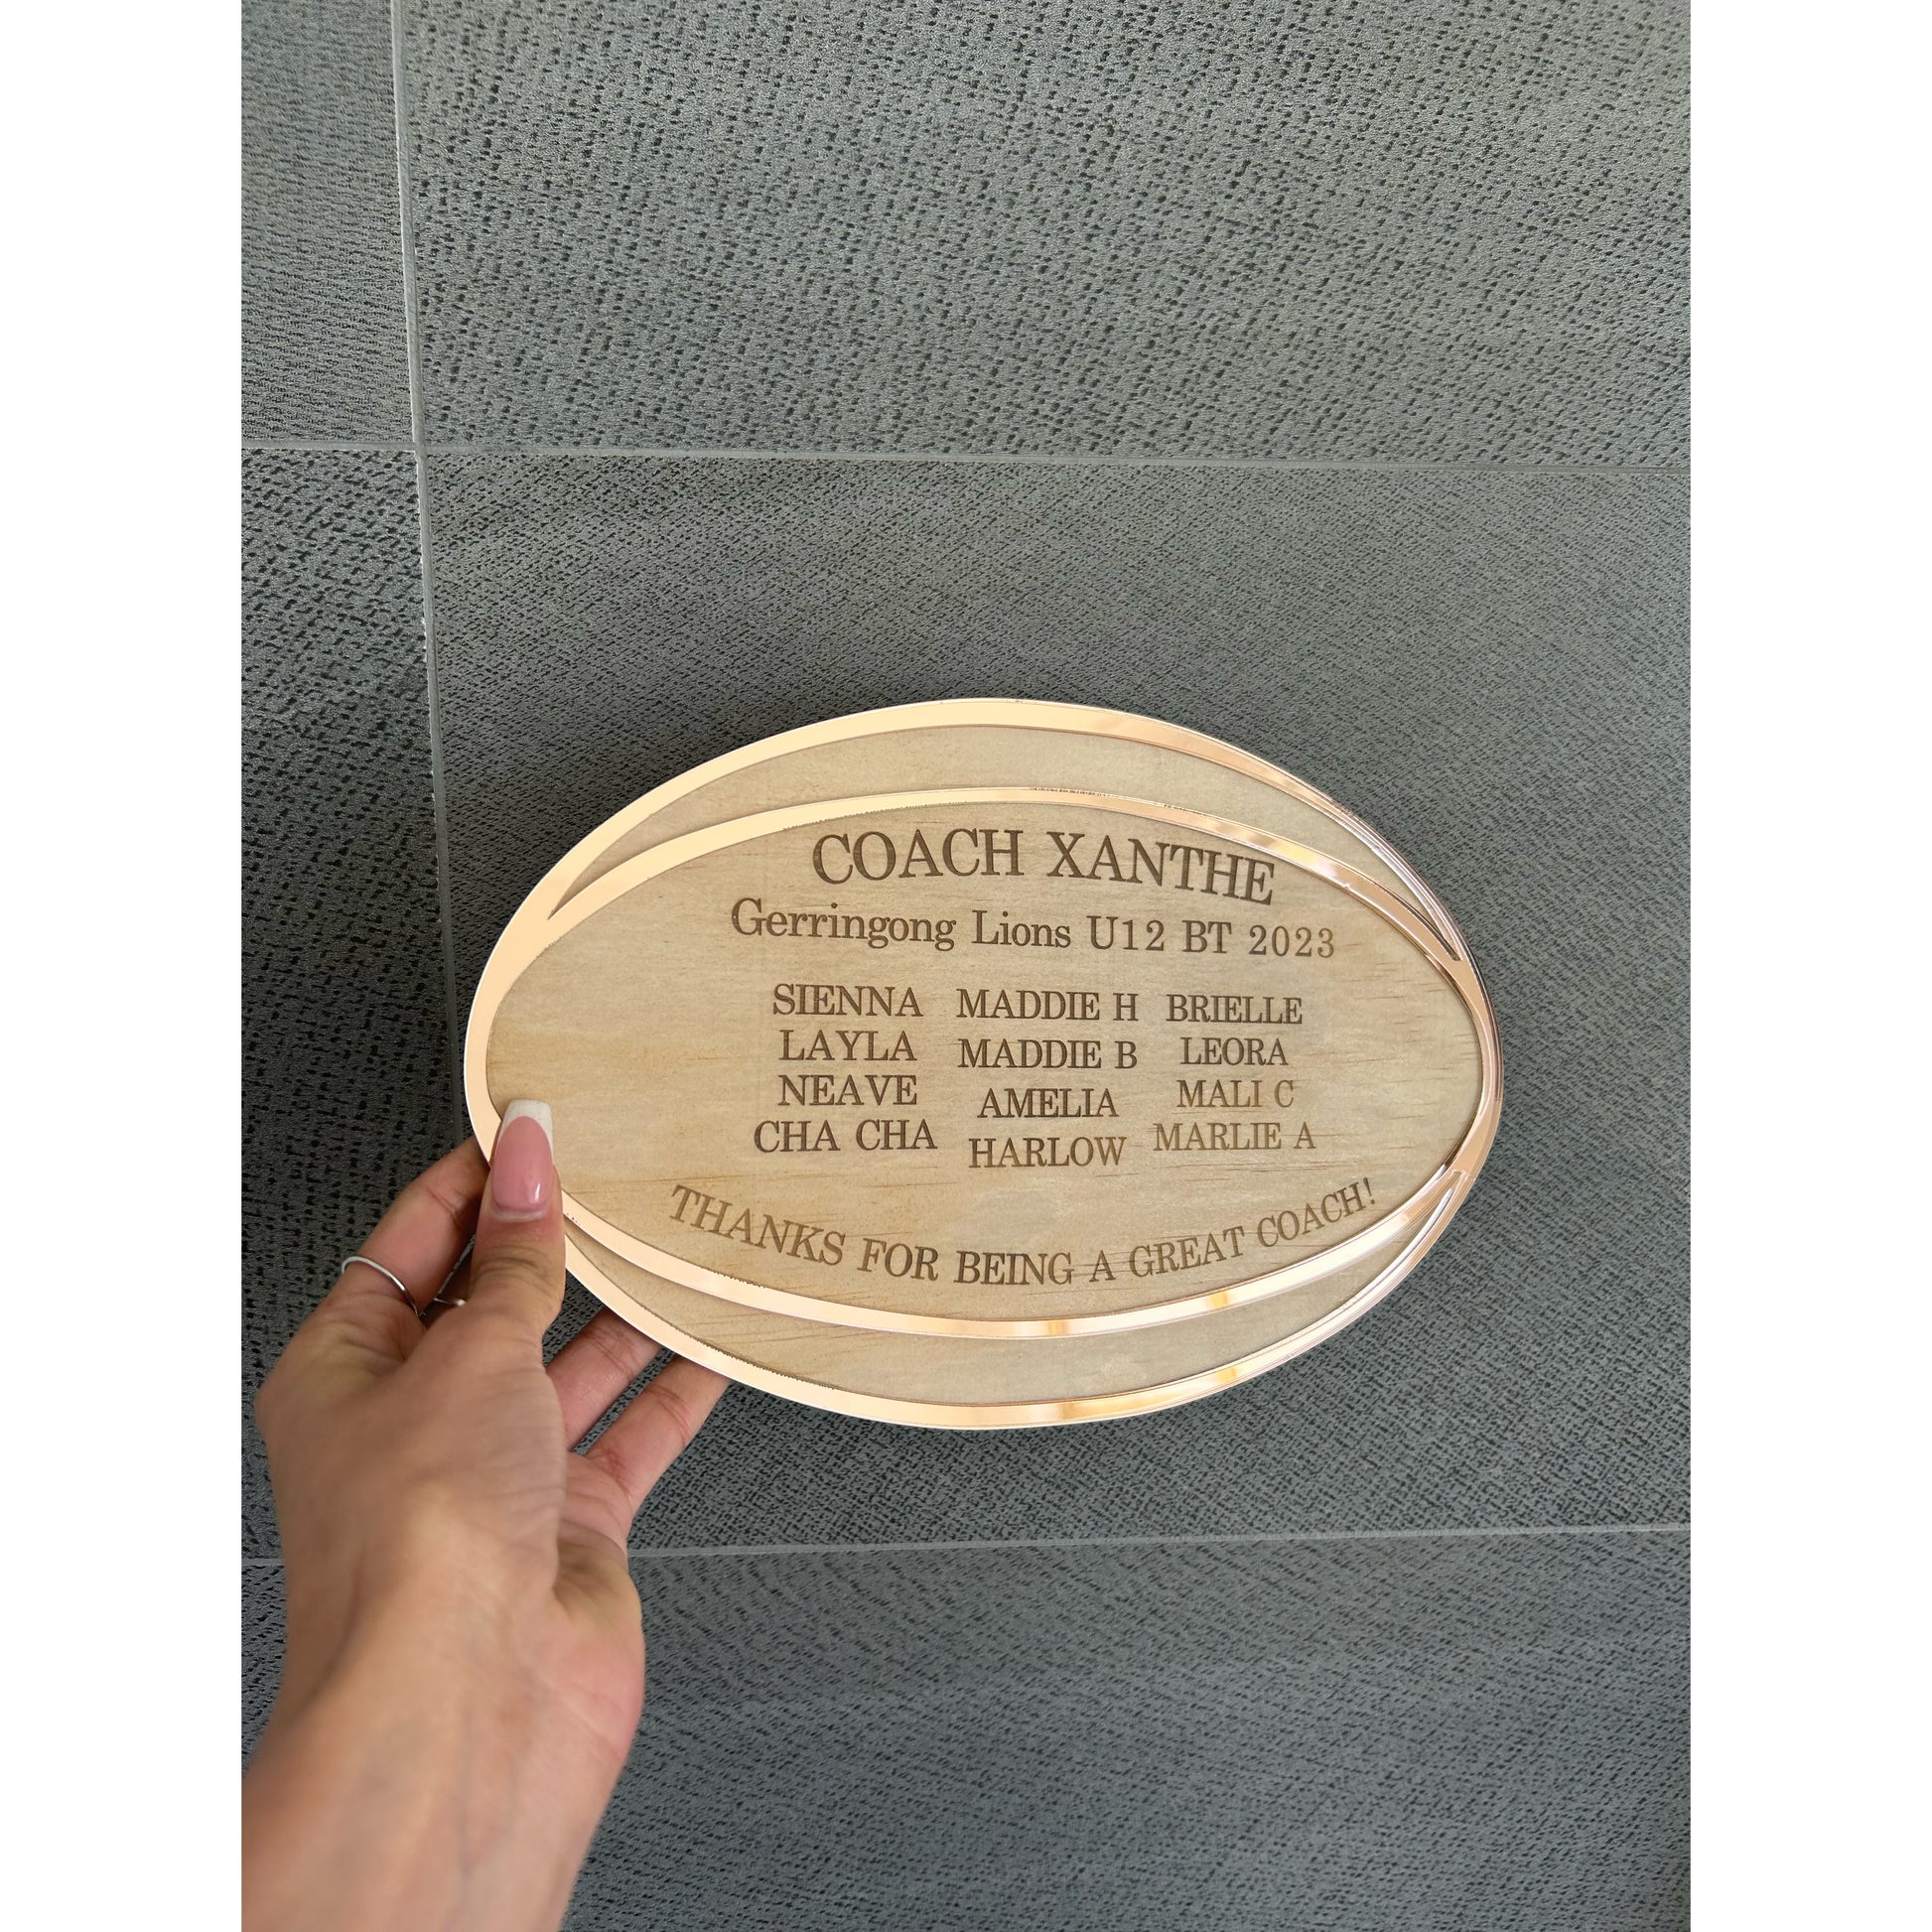 COACH XANTHE
Gerringong Lions U12 BT 2023
SIENNA MADDIE H BRIELLE
LAYLA MADDIE B LEORA
NEAVE AMELIA MALI C
CHA CHA HARLOW MARLIE A
THANKS FOR BEING A GREAT COACH!